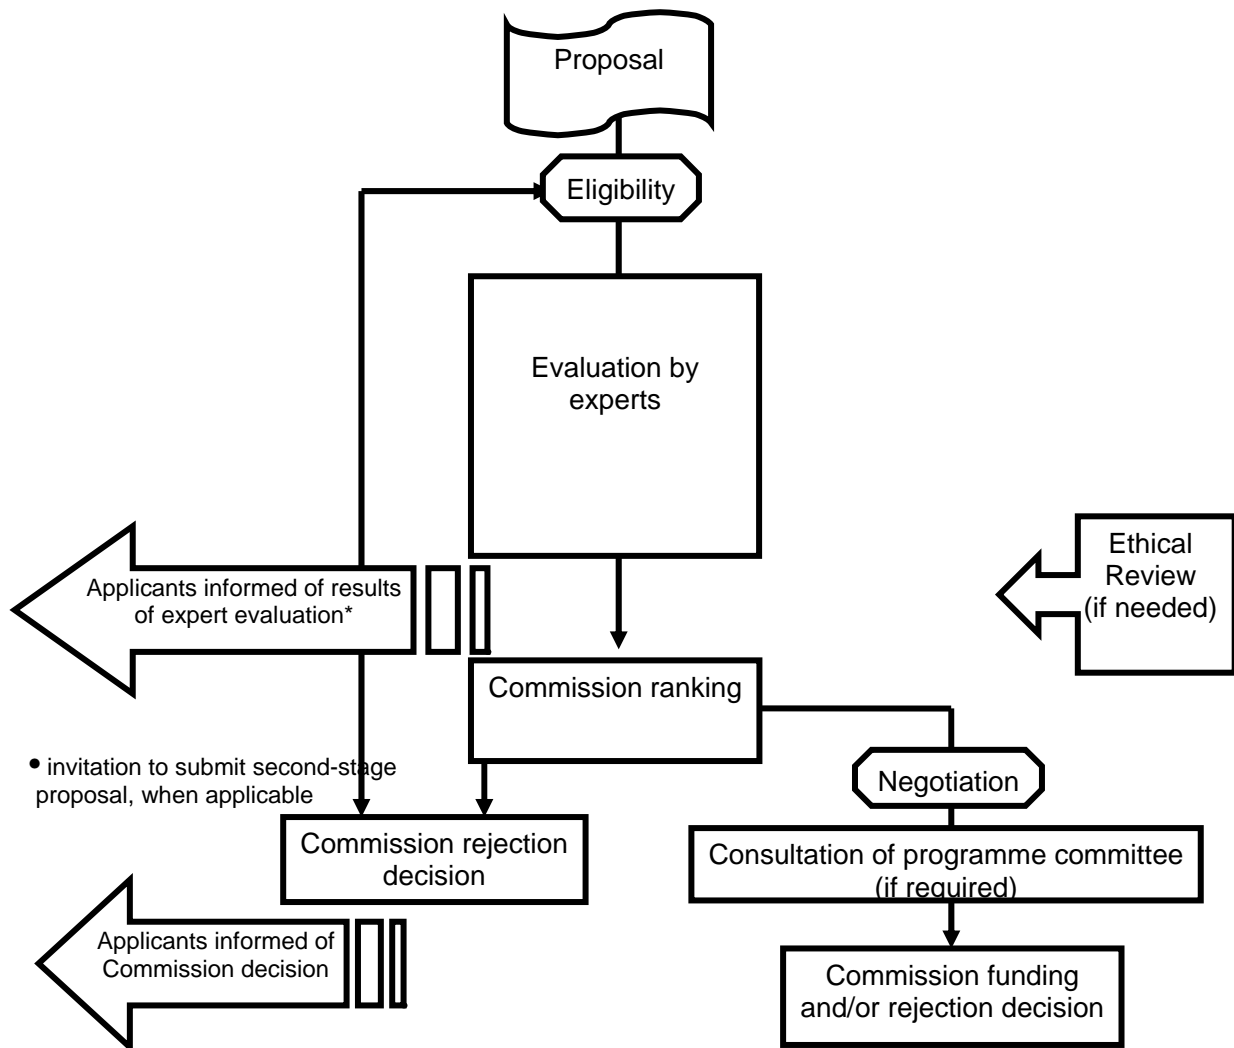 Proposal
Eligibility
Evaluation by
experts
Ethical
Review
(if needed)
Applicants informed of results
of expert evaluation*
Commission ranking
• invitation to submit second-stage
proposal, when applicable
Negotiation
Commission rejection
decision
Consultation of programme committee
(if required)
Applicants informed of
Commission decision
Commission funding
and/or rejection decision